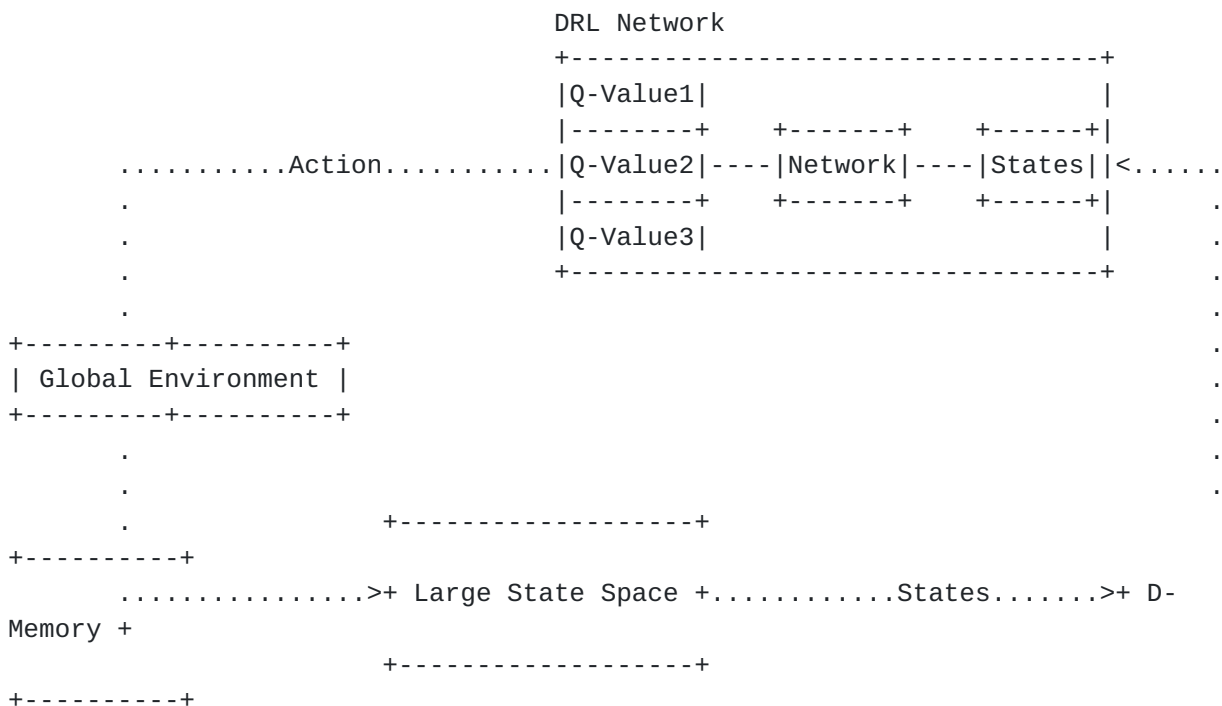 DRL Network
                                    +----------------------------------+
                                    |Q-Value1|                         |
                                    |--------+    +-------+    +------+|
       ...........Action...........|Q-Value2|----|Network|----|States||<......
       .                            |--------+    +-------+    +------+|      .
       .                            |Q-Value3|                         |      .
       .                            +----------------------------------+      .
       .                                                                      .
+---------+----------+                                                        .
| Global Environment |                                                        .
+---------+----------+                                                        .
       .                                                                      .
       .                                                                      .
       .                +-------------------+
+----------+
       ................>+ Large State Space +............States.......>+ D-
Memory +
                        +-------------------+
+----------+